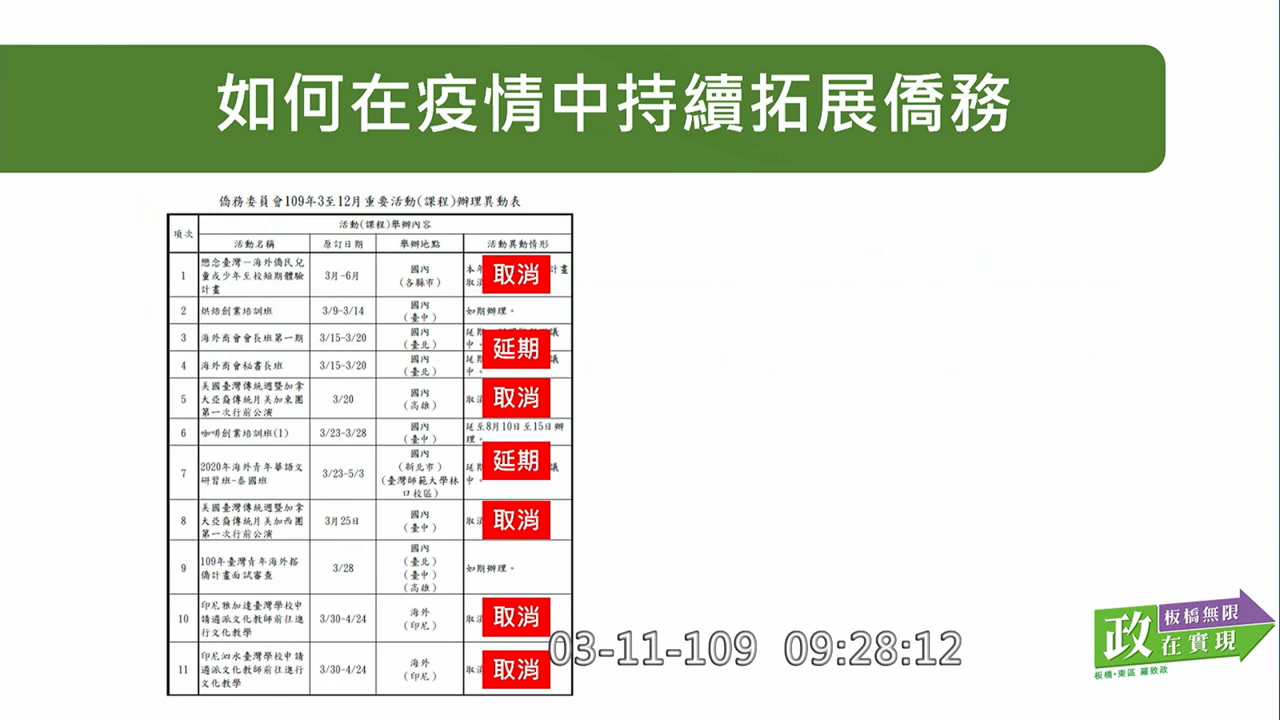 如何在疫情中持續拓展僑務
僑務委員會109年3至12月重要活動(課程)辦理異動表
項次
活動(課程)舉辦內容
活動名稱 原訂日期 舉辦地點 活動異動情形
1 戀念臺灣－海外僑民兒童或少年至校短期體驗計畫 3月-6月 國內(各縣市) 取消
2 烘焙創業培訓班 3/9-3/14 國內(臺中) 如期辦理。
3 海外商會會長班第一期 3/15-3/20 國內(臺北) 延期
4 海外商會秘書長班 3/15-3/20 國內(臺北)
5 美國臺灣傳統週暨加拿大亞裔傳統月美加東團第一次行前公演 3/20 國內(高雄) 取消
6 咖啡創業培訓班(1) 3/23-3/28 國內(臺中) 延至8月10日至15日辦理。
7 2020年海外青年華語文研習班-泰國班 3/23-5/3 國內(新北市)(臺灣師範大學林口校區) 延期
8 美國臺灣傳統週暨加拿大亞裔傳統月美加西團第一次行前公演 3月25日 國內(臺中) 取消
9 109年臺灣青年海外搭僑計畫面試審查 3/28 國內(臺北)(臺中)(高雄) 如期辦理。
10 印尼雅加達臺灣學校申請遴派文化教師前往進行文化教學 3/30-4/24 海外(印尼) 取消
11 印尼泗水臺灣學校申請遴派文化教師前往進行文化教學 3/30-4/24 海外(印尼) 取消
03-11-109 09:28:12
政 板橋無限
在實現
板橋・東區 羅致政